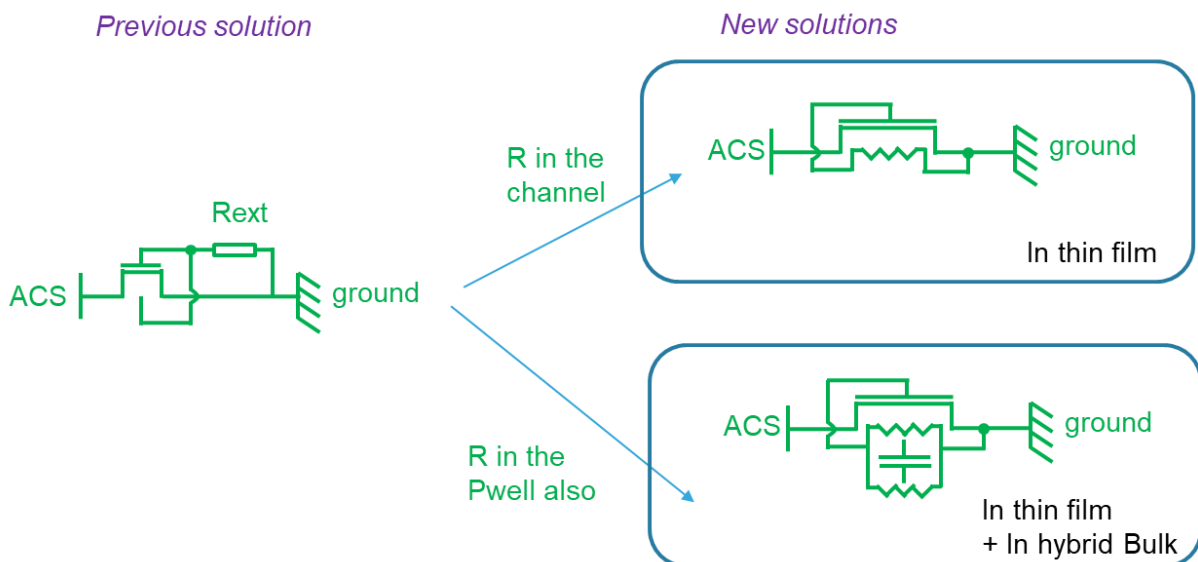 Previous solution
New solutions
ACS
ground
R in the
channel
In thin film
Rext
ACS
ground
ACS
ground
R in the
Pwell also
In thin film
+ In hybrid Bulk